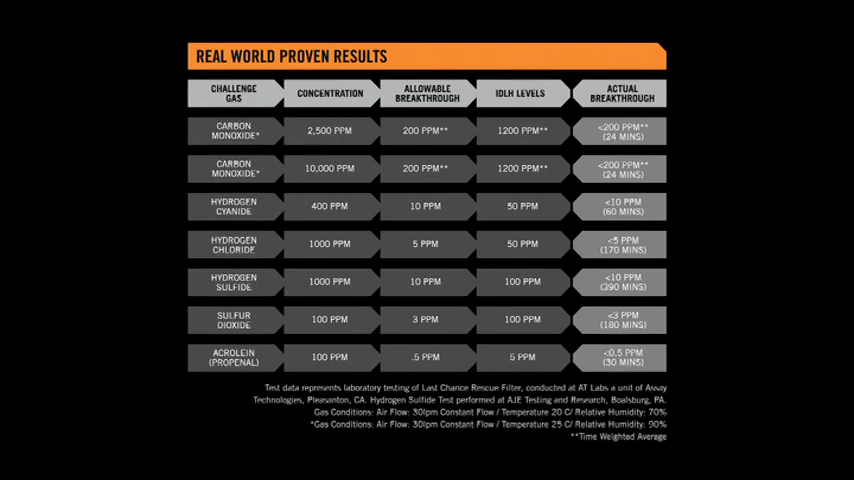 REAL WORLD PROVEN RESULTS
CHALLENGE GAS CONCENTRATION ALLOWABLE BREAKTHROUGH IDLH LEVELS ACTUAL BREAKTHROUGH
CARBON MONOXIDE* 2,500 PPM 200 PPM** 1200 PPM** <200 PPM** (24 MINS)
CARBON MONOXIDE* 10,000 PPM 200 PPM** 1200 PPM** <200 PPM** (24 MINS)
HYDROGEN CYANIDE 400 PPM 10 PPM 50 PPM <10 PPM (60 MINS)
HYDROGEN CHLORIDE 1000 PPM 5 PPM 50 PPM <5 PPM (170 MINS)
HYDROGEN SULFIDE 1000 PPM 10 PPM 100 PPM <10 PPM (390 MINS)
SULFUR DIOXIDE 100 PPM 3 PPM 100 PPM <3 PPM (180 MINS)
ACROLEIN (PROPENAL) 100 PPM .5 PPM 5 PPM <0.5 PPM (30 MINS)
Test data represents laboratory testing of Last Chance Rescue Filter, conducted at AT Labs a unit of Assay
Technologies, Pleasanton, CA. Hydrogen Sulfide Test performed at AJE Testing and Research, Boalsburg, PA.
Gas Conditions: Air Flow: 30lpm Constant Flow / Temperature 20 C/ Relative Humidity: 70%
*Gas Conditions: Air Flow: 30lpm Constant Flow / Temperature 25 C/ Relative Humidity: 90%
**Time Weighted Average